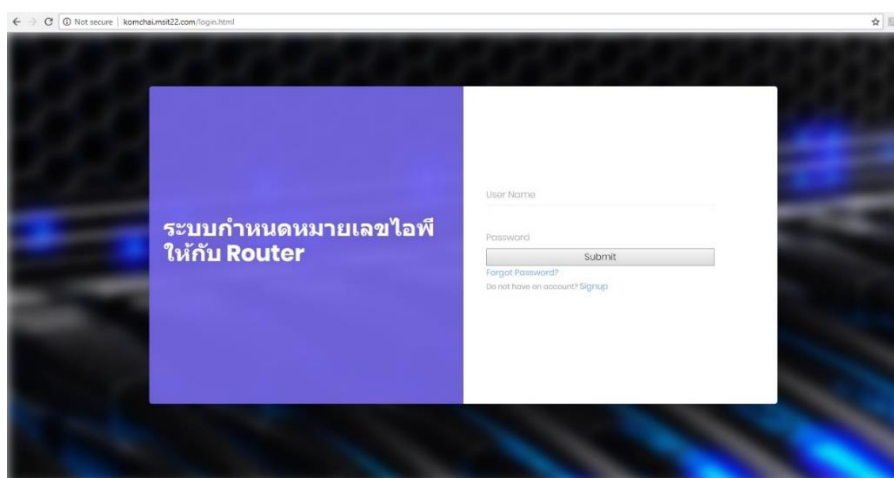 Not secure | komchai.msit22.com/login.html
ระบบกำหนดหมายเลขไอพี
ให้กับ Router
User Name
Password
Submit
Forgot Password?
Do not have an account? Signup